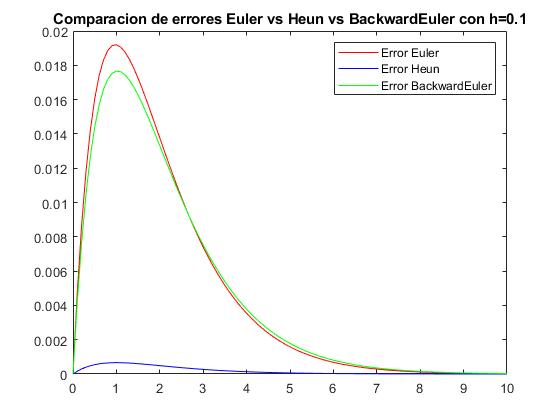 Comparacion de errores Euler vs Heun vs BackwardEuler con h=0.1
0.02
0.018
0.016
0.014
0.012
0.01
0.008
0.006
0.004
0.002
0
Error Euler
Error Heun
Error BackwardEuler
0 1 2 3 4 5 6 7 8 9 10